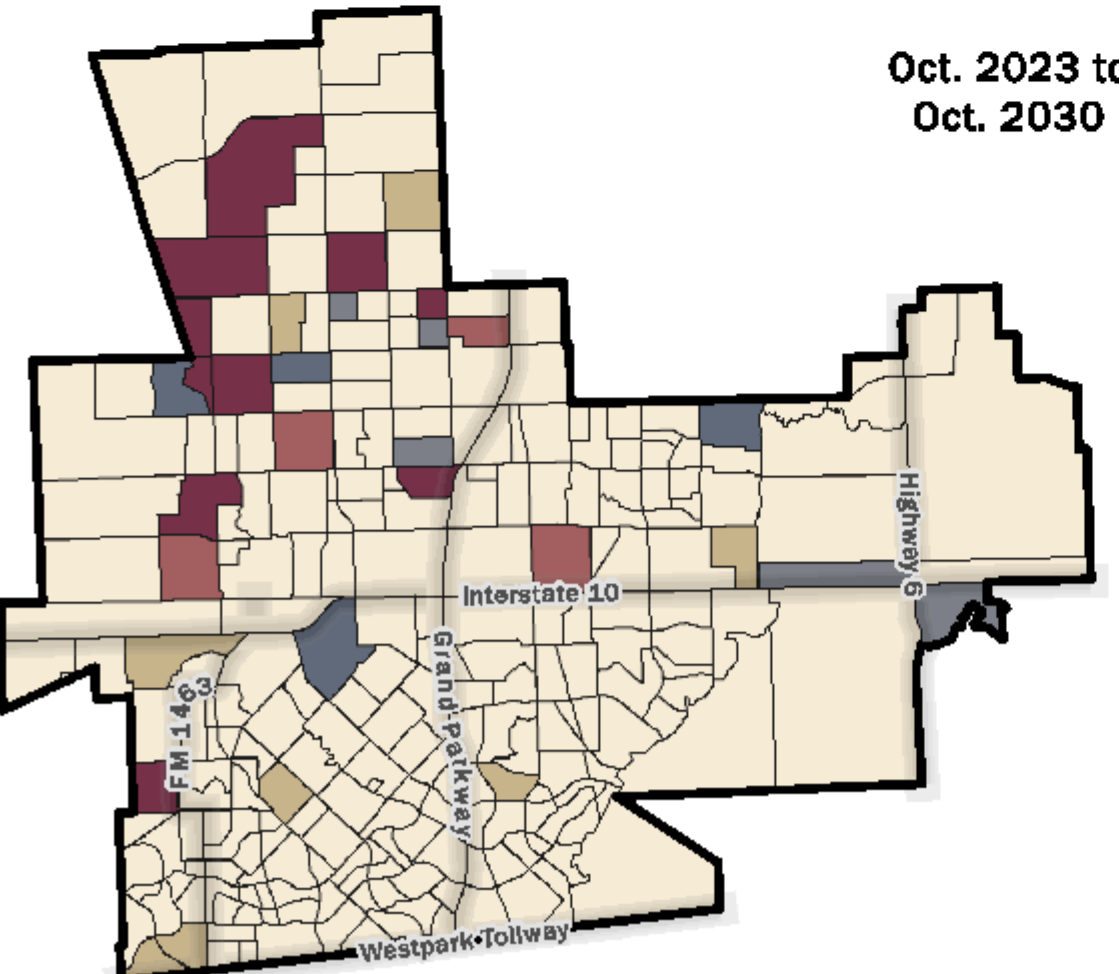 Oct. 2023 to
Oct. 2030
Highway 6
Interstate 10
Grand Parkway
FM-1463
Westpark Tollway